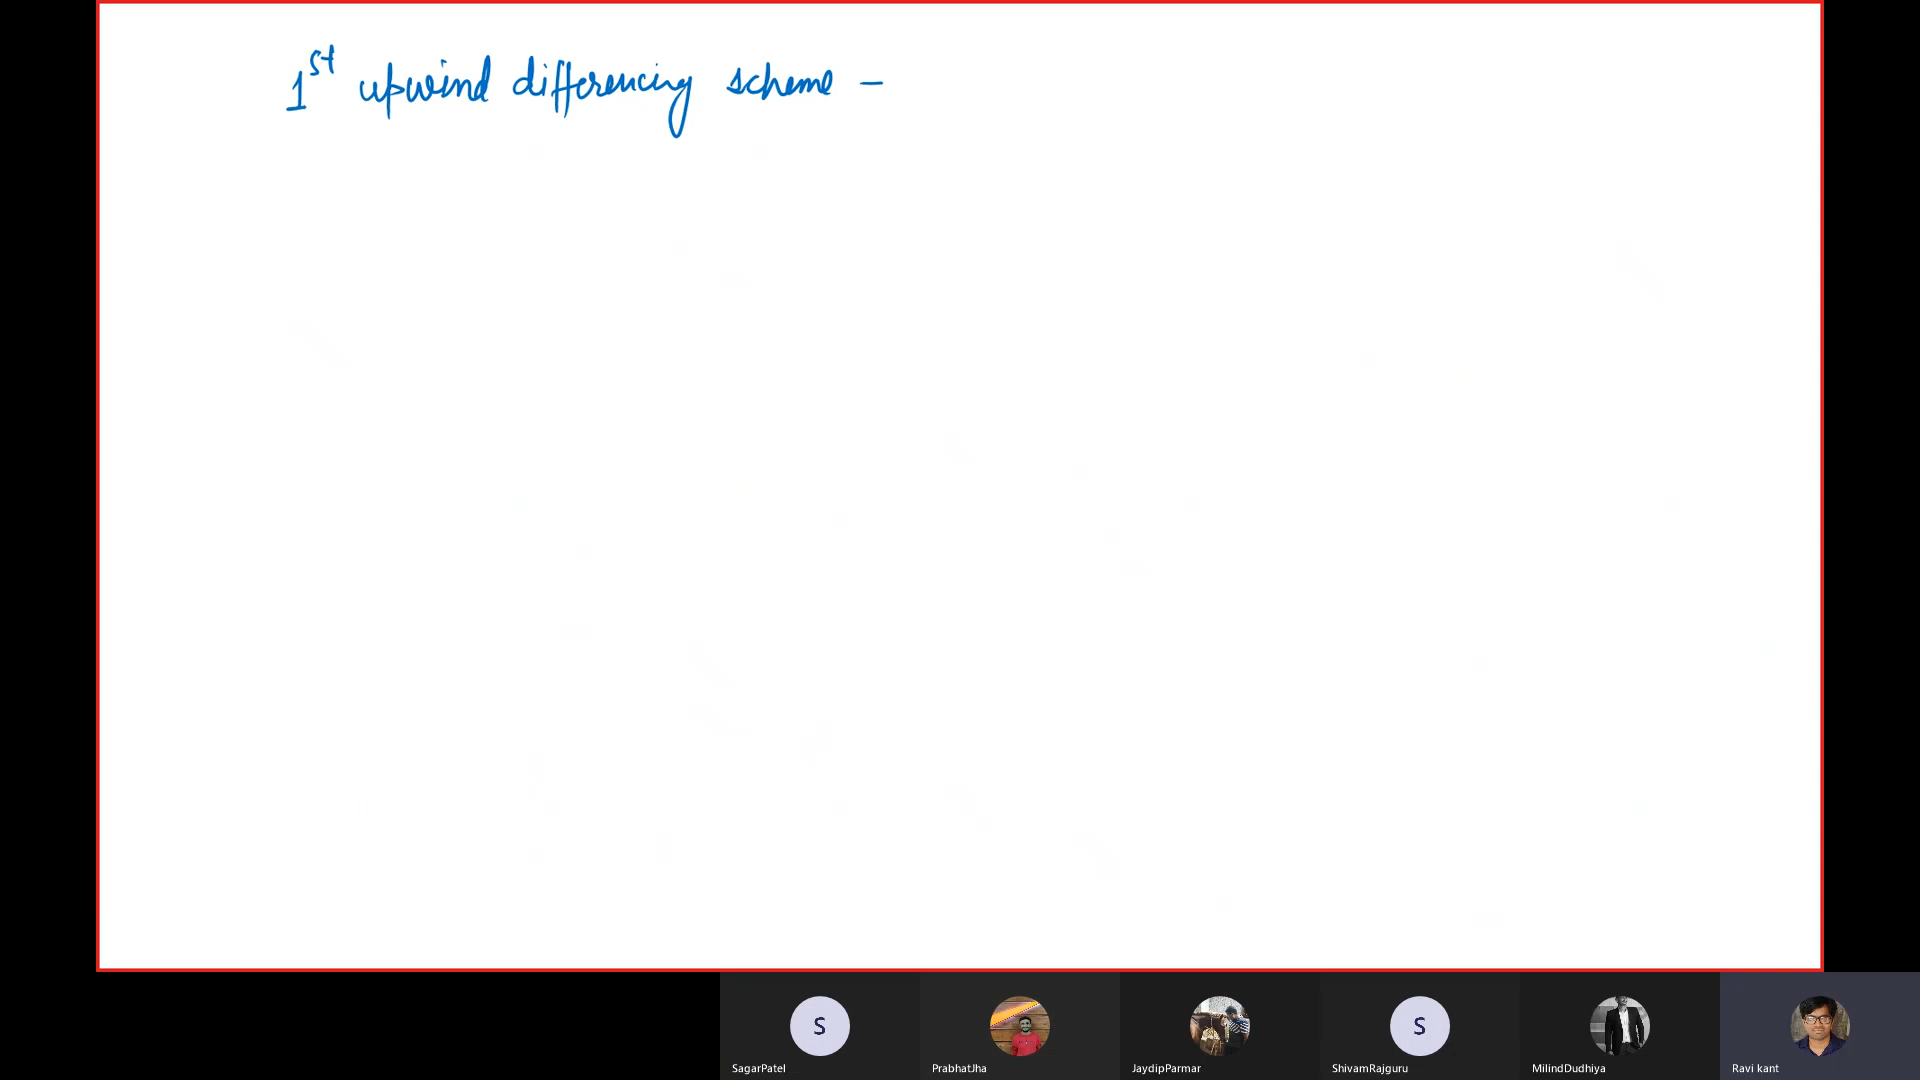 1st upwind differencing scheme -
S
S
SagarPatel
PrabhatJha
JaydipParmar
ShivamRajguru
MilindDudhiya
Ravi kant